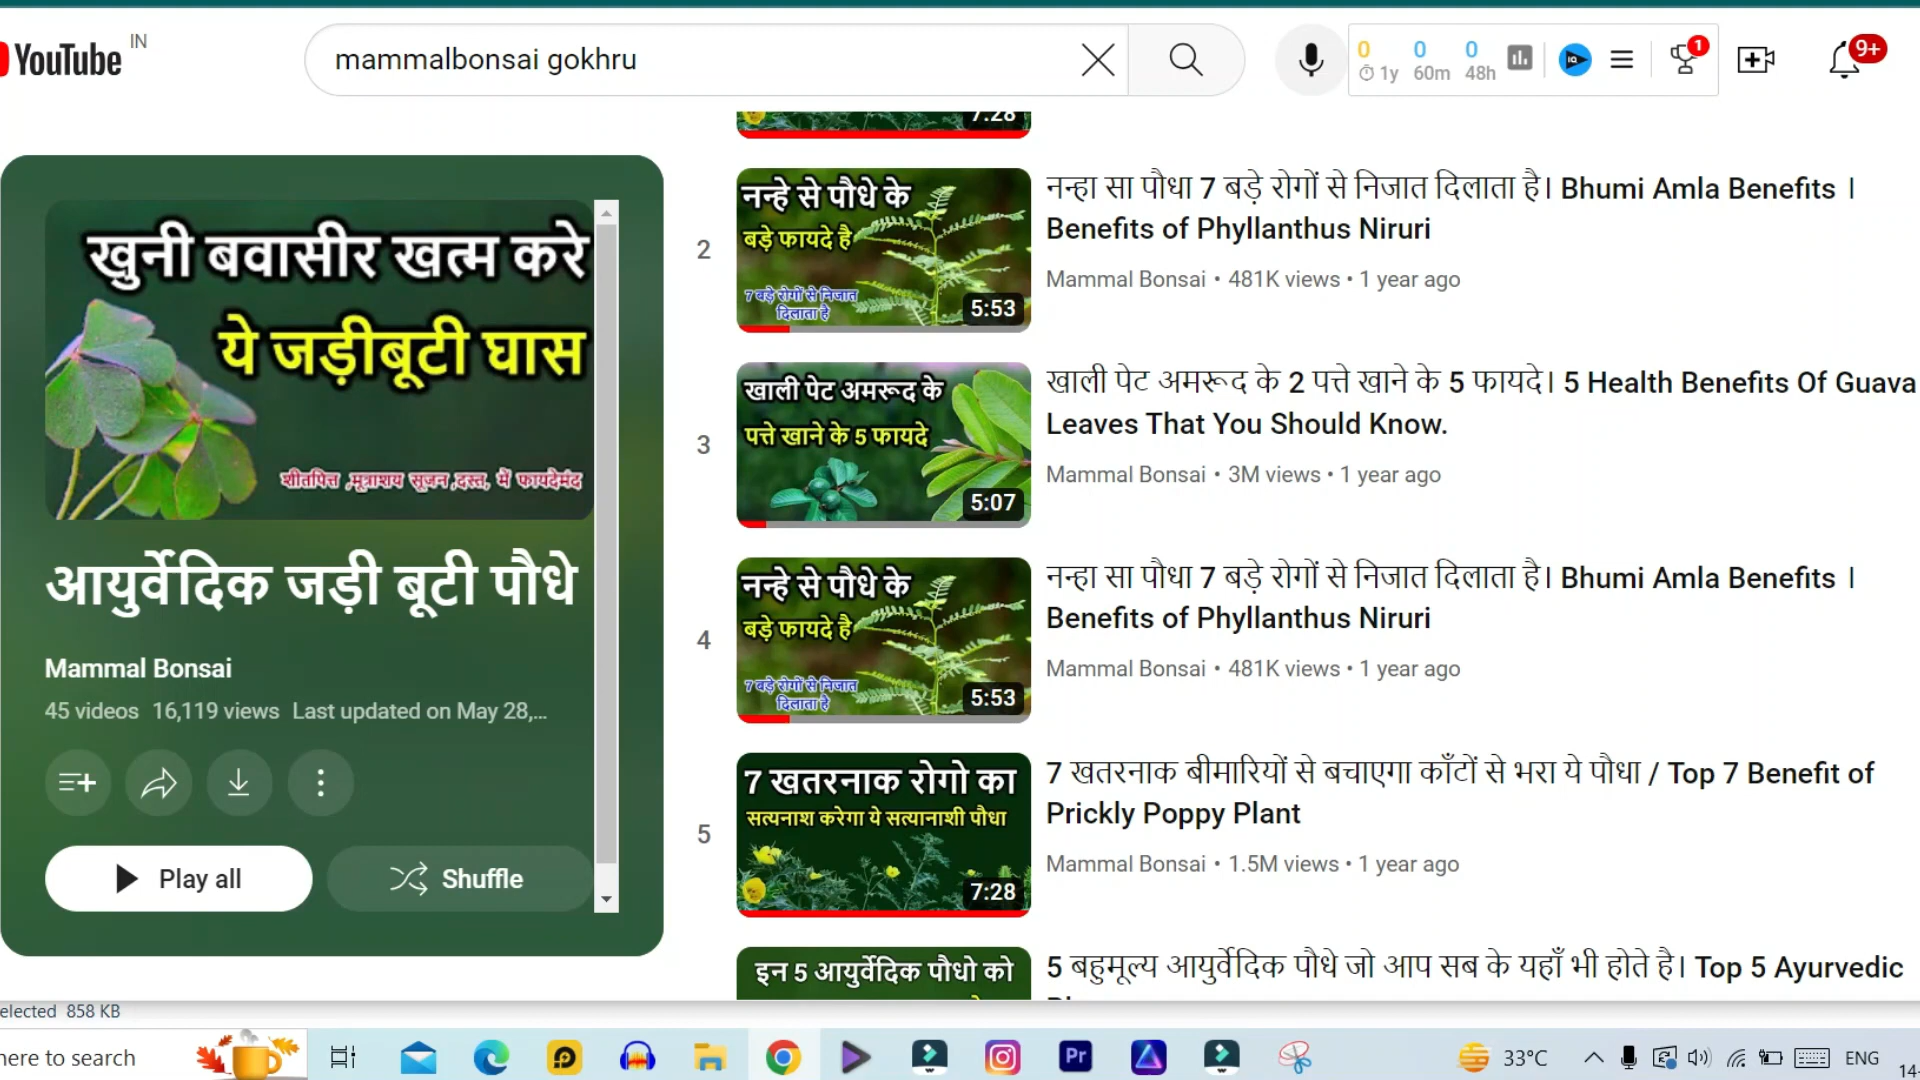 YouTube IN
mammalbonsai gokhru
0 0 0
1y 60m 48h
1
9+
7:28
खुनी बवासीर खत्म करे
ये जड़ीबूटी घास
शीतपित्त ,मूत्राशय सूजन ,दस्त, में फायदेमंद
आयुर्वेदिक जड़ी बूटी पौधे
Mammal Bonsai
45 videos 16,119 views Last updated on May 28,...
Play all
Shuffle
2
नन्हे से पौधे के
बड़े फायदे है
7 बड़े रोगों से निजात
दिलाता है
5:53
नन्हा सा पौधा 7 बड़े रोगों से निजात दिलाता है। Bhumi Amla Benefits ।
Benefits of Phyllanthus Niruri
Mammal Bonsai • 481K views • 1 year ago
3
खाली पेट अमरूद के
पत्ते खाने के 5 फायदे
5:07
खाली पेट अमरूद के 2 पत्ते खाने के 5 फायदे। 5 Health Benefits Of Guava
Leaves That You Should Know.
Mammal Bonsai • 3M views • 1 year ago
4
नन्हे से पौधे के
बड़े फायदे है
7 बड़े रोगों से निजात
दिलाता है
5:53
नन्हा सा पौधा 7 बड़े रोगों से निजात दिलाता है। Bhumi Amla Benefits ।
Benefits of Phyllanthus Niruri
Mammal Bonsai • 481K views • 1 year ago
5
7 खतरनाक रोगो का
सत्यनाश करेगा ये सत्यानाशी पौधा
7:28
7 खतरनाक बीमारियों से बचाएगा काँटों से भरा ये पौधा / Top 7 Benefit of
Prickly Poppy Plant
Mammal Bonsai • 1.5M views • 1 year ago
इन 5 आयुर्वेदिक पौधो को
5 बहुमूल्य आयुर्वेदिक पौधे जो आप सब के यहाँ भी होते है। Top 5 Ayurvedic
elected 858 KB
here to search
Pr
33°C
ENG
14-